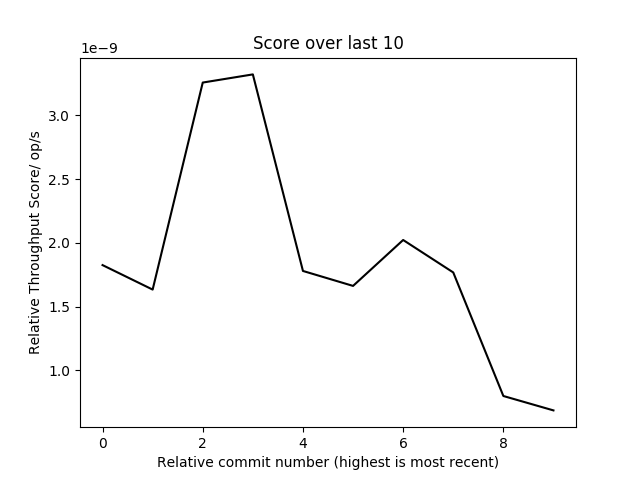 Score over last 10
1e−9
3.0
2.5
2.0
1.5
1.0
Relative Throughput Score/ op/s
0 2 4 6 8
Relative commit number (highest is most recent)